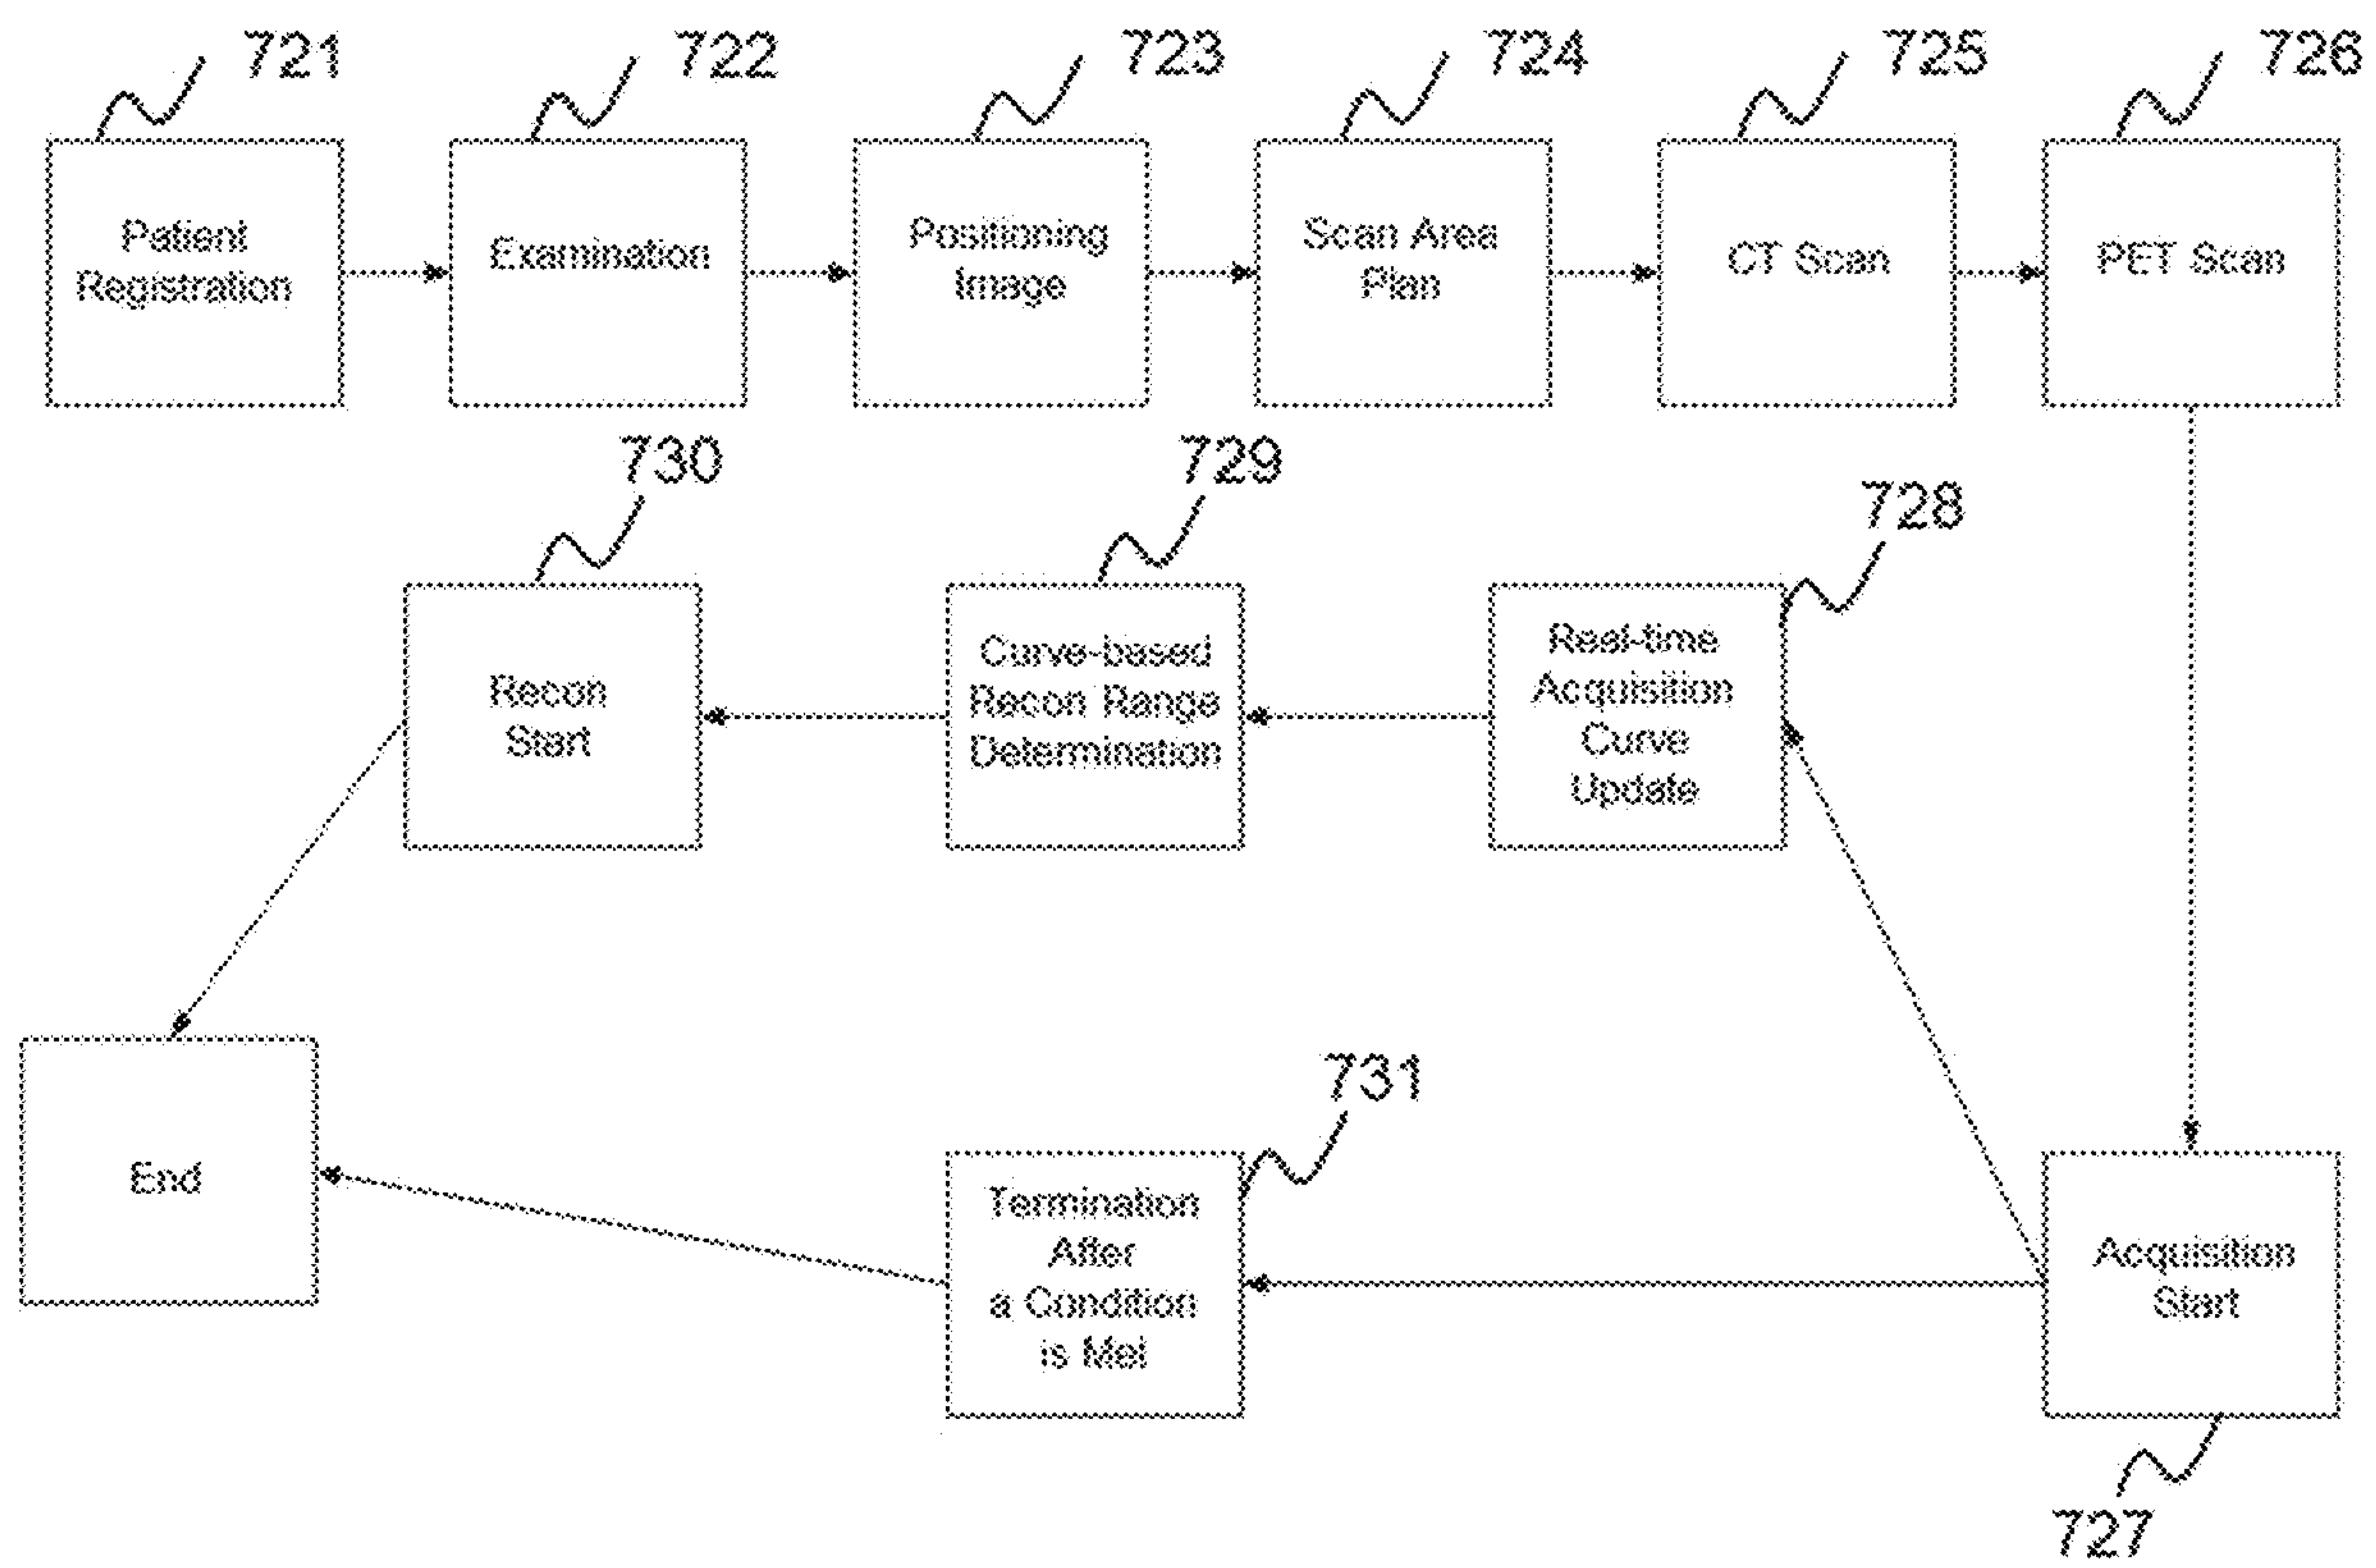 721
722
723
724
725
726
Patient
Registration
Examination
Positioning
Image
Scan Area
Plan
CT Scan
PET Scan
730
729
728
Recon
Start
Curve-based
Recon Range
Determination
Real-time
Acquisition
Curve
Update
731
End
Termination
After
a Condition
is Met
Acquisition
Start
727